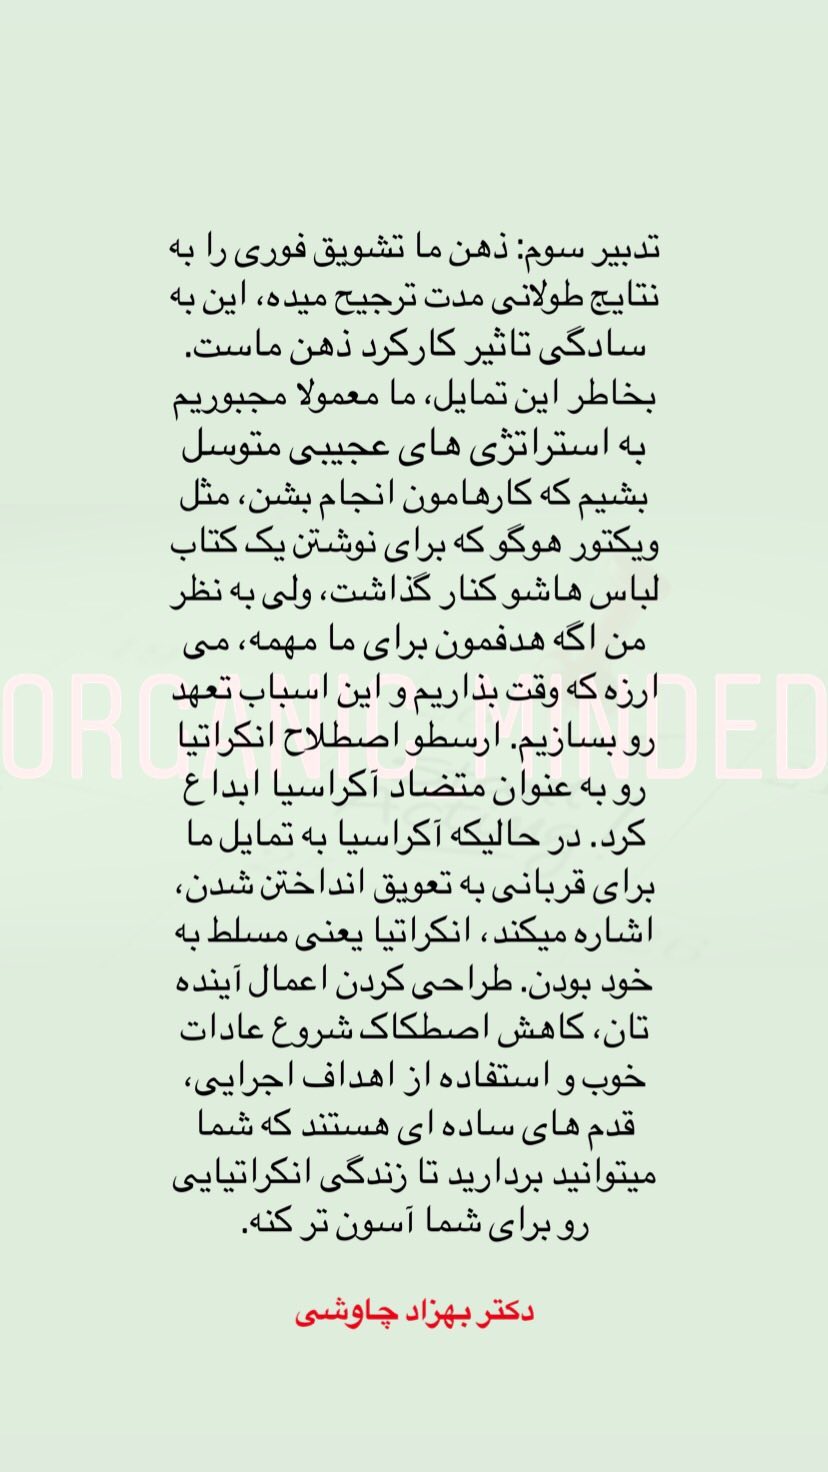 تدبیر سوم: ذهن ما تشویق فوری را به
نتایج طولانی مدت ترجیح میده، این به
سادگی تاثیر کارکرد ذهن ماست.
بخاطر این تمایل، ما معمولا مجبوریم
به استراتژی های عجیبی متوسل
بشیم که کارهامون انجام بشن، مثل
ویکتور هوگو که برای نوشتن یک کتاب
لباس هاشو کنار گذاشت، ولی به نظر
من اگه هدفمون برای ما مهمه، می
ارزه که وقت بذاریم و این اسباب تعهد
ORGANIC MINDED
رو بسازیم. ارسطو اصطلاح انکراتیا
رو به عنوان متضاد آکراسیا ابداع
کرد. در حالیکه آکراسیا به تمایل ما
برای قربانی به تعویق انداختن شدن،
اشاره میکند، انکراتیا یعنی مسلط به
خود بودن. طراحی کردن اعمال آینده
تان، کاهش اصطکاک شروع عادات
خوب و استفاده از اهداف اجرایی،
قدم های ساده ای هستند که شما
میتوانید بردارید تا زندگی انکراتیایی
رو برای شما آسون تر کنه.
دکتر بهزاد چاوشی